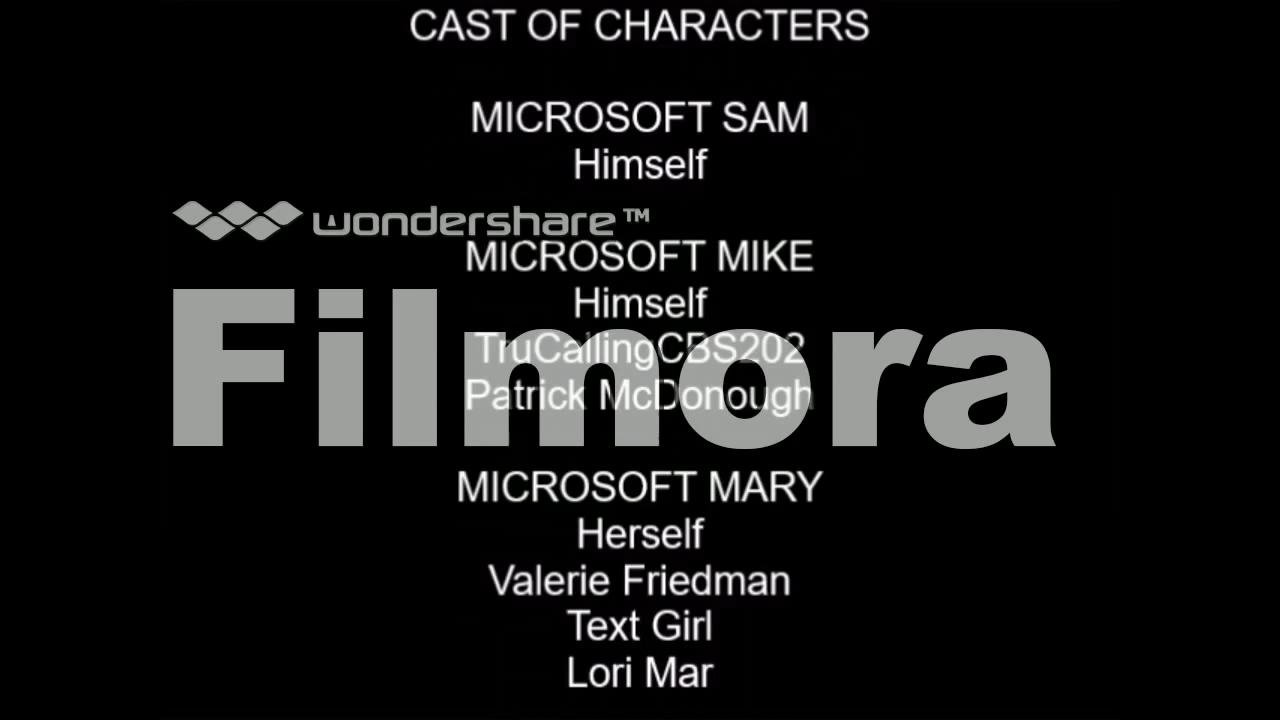 CAST OF CHARACTERS
MICROSOFT SAM
Himself
wondershare™
MICROSOFT MIKE
Himself
Filmora
TruCallingCBS202
Patrick McDonough
MICROSOFT MARY
Herself
Valerie Friedman
Text Girl
Lori Mar